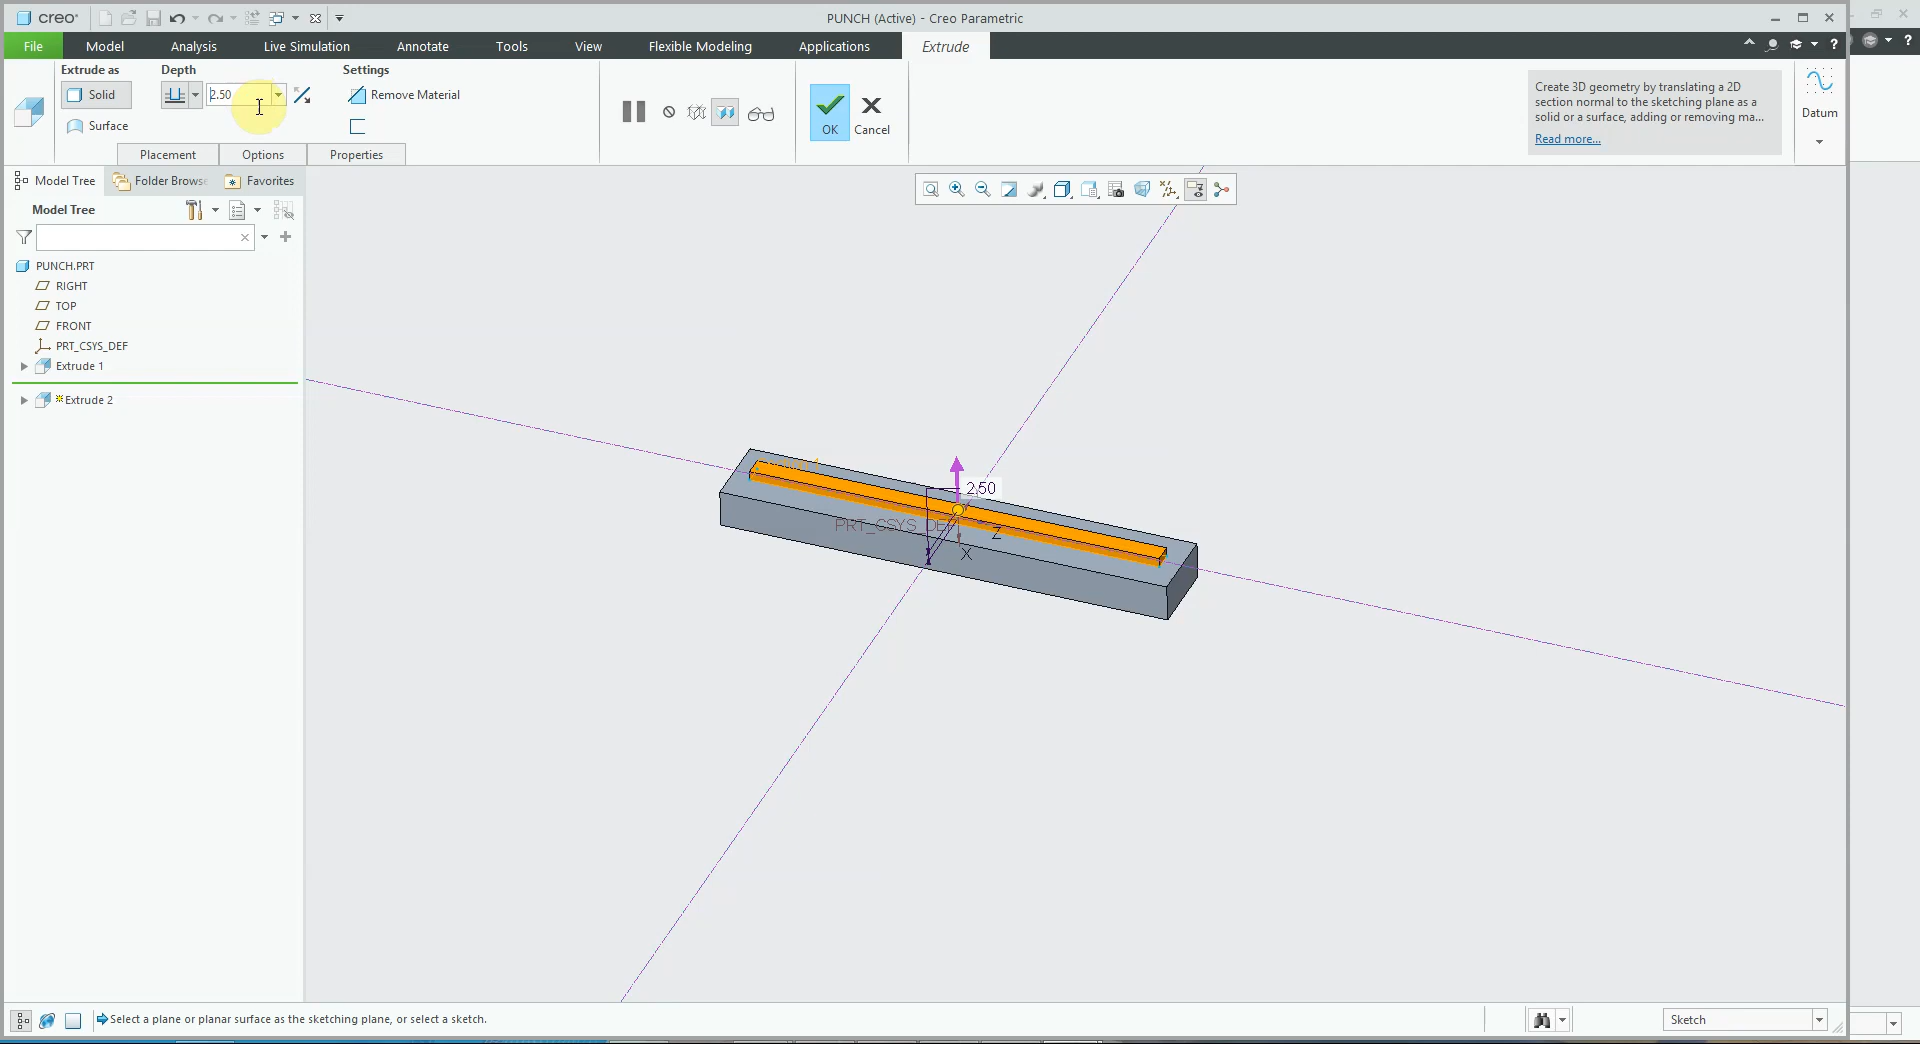 creo
PUNCH (Active) - Creo Parametric
File
Model
Analysis
Live Simulation
Annotate
Tools
View
Flexible Modeling
Applications
Extrude
?
?
Extrude as
Depth
Settings
Solid
2.50
Remove Material
Surface
OK
Cancel
Create 3D geometry by translating a 2D
section normal to the sketching plane as a
solid or a surface, adding or removing ma...
Read more...
Datum
Placement
Options
Properties
Model Tree
Folder Brows
Favorites
Model Tree
PUNCH.PRT
RIGHT
TOP
FRONT
PRT_CSYS_DEF
Extrude 1
Extrude 2
2.50
PRT_CSYS_DEF
Z
X
Select a plane or planar surface as the sketching plane, or select a sketch.
Sketch